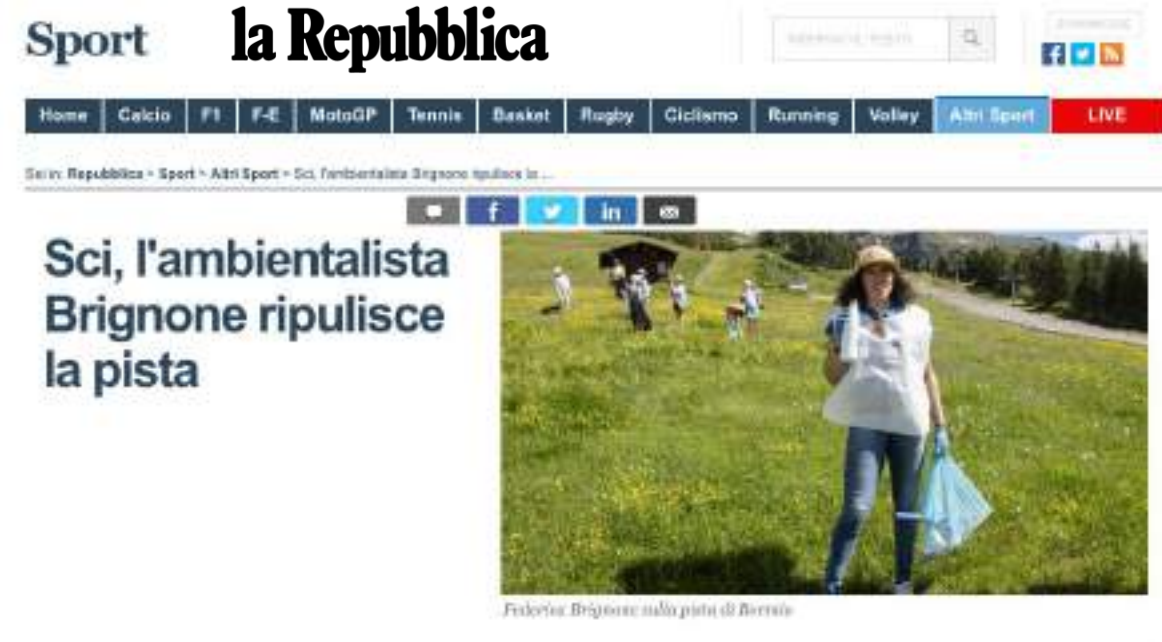 Sport la Repubblica
Home Calcio F1 F-E MotoGP Tennis Basket Rugby Ciclismo Running Volley Altri Sport LIVE
Sei in: Repubblica > Sport > Altri Sport > Sci, l'ambientalista Brignone ripulisce la ...
f in
Sci, l'ambientalista
Brignone ripulisce
la pista
Federica Brignone sulla pista di Bormio